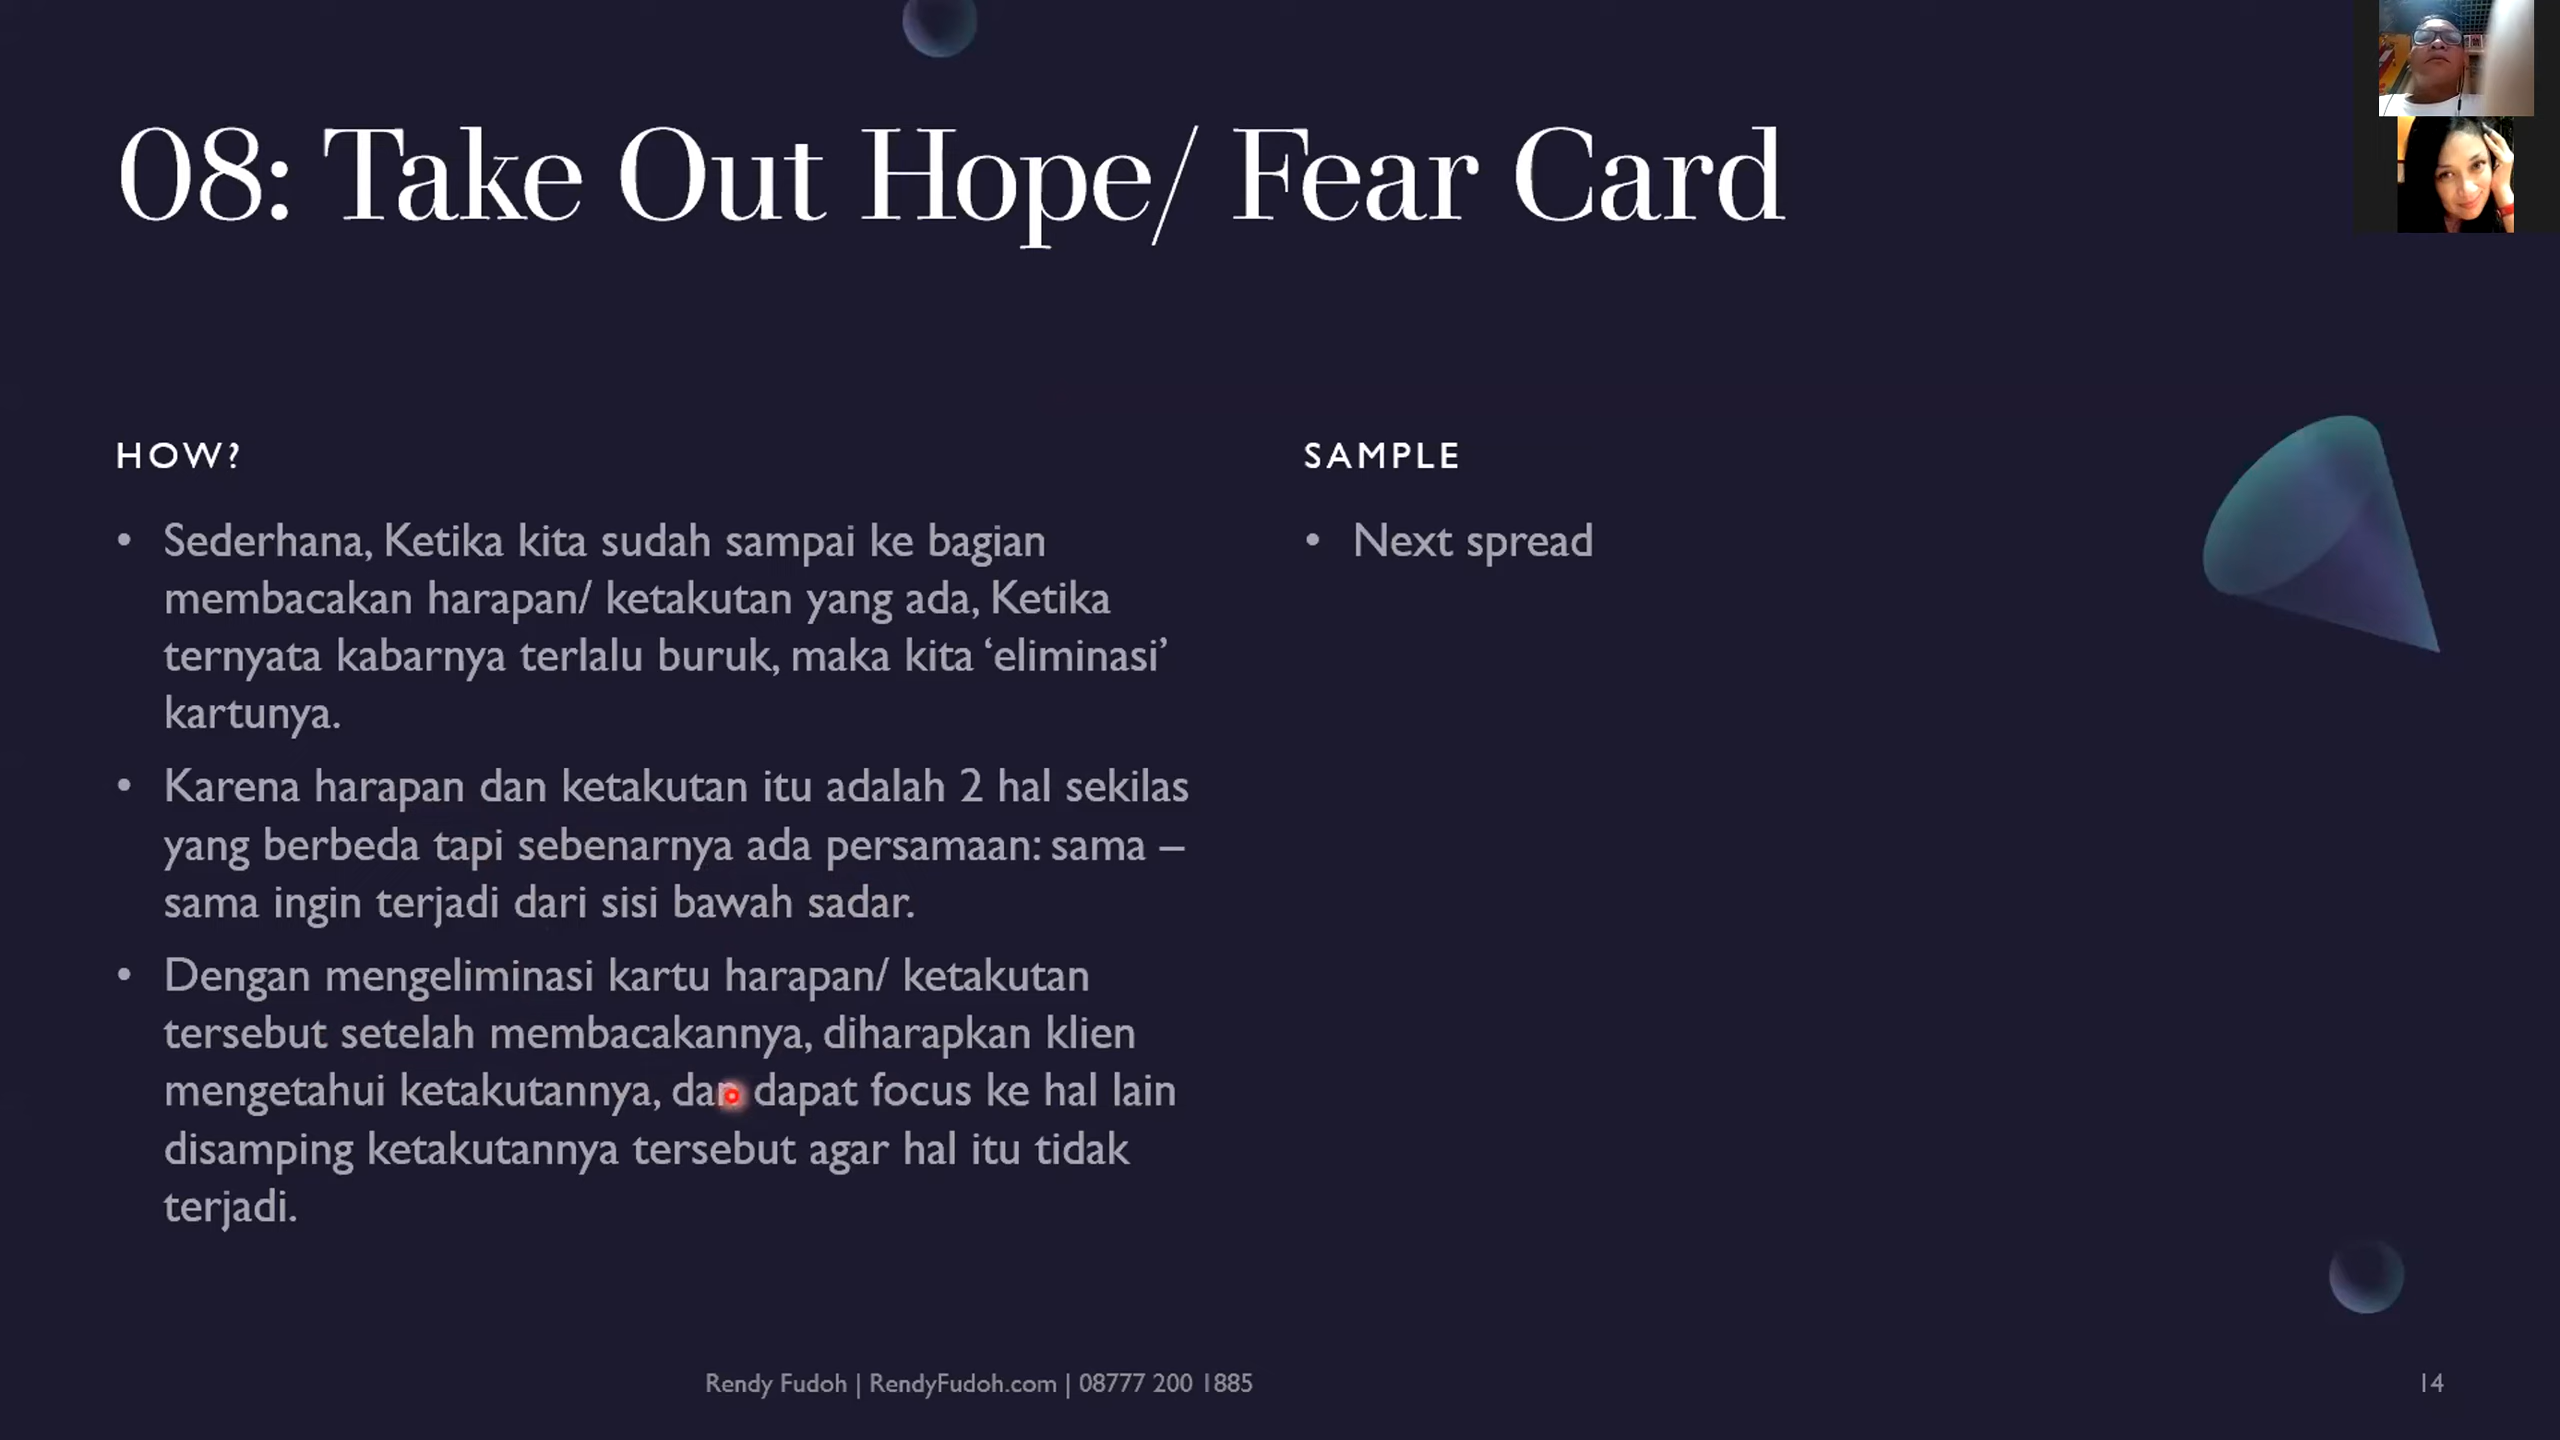 08: Take Out Hope/ Fear Card
HOW?
• Sederhana, Ketika kita sudah sampai ke bagian
membacakan harapan/ ketakutan yang ada, Ketika
ternyata kabarnya terlalu buruk, maka kita ‘eliminasi’
kartunya.
• Karena harapan dan ketakutan itu adalah 2 hal sekilas
yang berbeda tapi sebenarnya ada persamaan: sama –
sama ingin terjadi dari sisi bawah sadar.
• Dengan mengeliminasi kartu harapan/ ketakutan
tersebut setelah membacakannya, diharapkan klien
mengetahui ketakutannya, dan dapat focus ke hal lain
disamping ketakutannya tersebut agar hal itu tidak
terjadi.
SAMPLE
• Next spread
Rendy Fudoh | RendyFudoh.com | 08777 200 1885
14